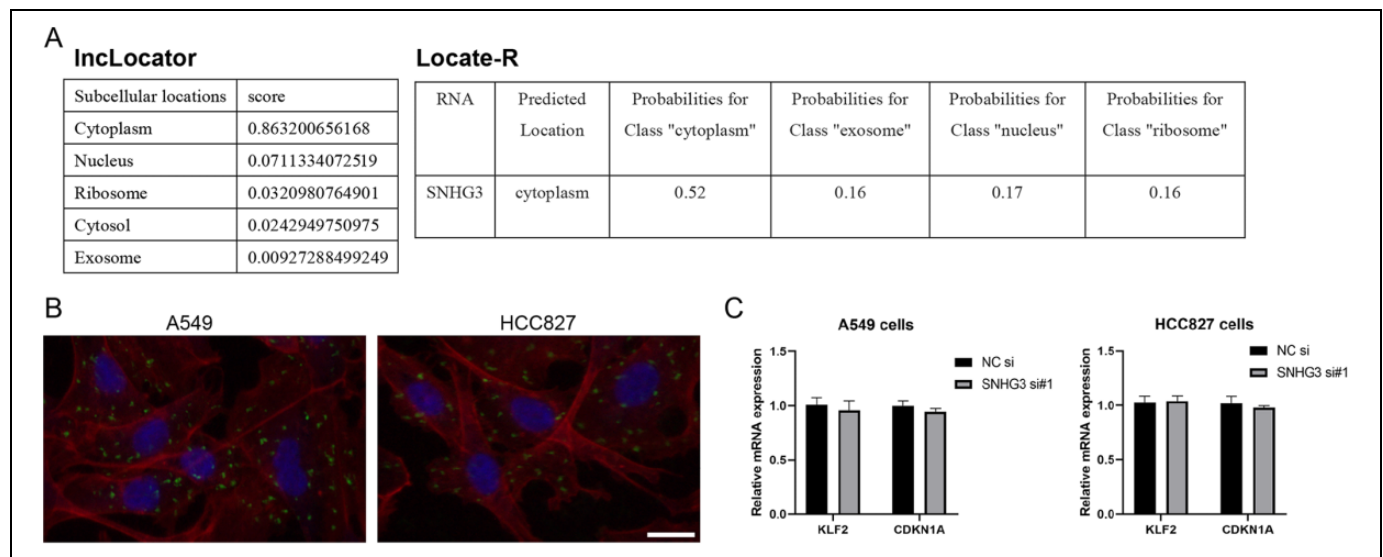 A
lncLocator
Subcellular locations score
Cytoplasm 0.863200656168
Nucleus 0.0711334072519
Ribosome 0.0320980764901
Cytosol 0.0242949750975
Exosome 0.00927288499249
Locate-R
RNA Predicted Location Probabilities for Class "cytoplasm" Probabilities for Class "exosome" Probabilities for Class "nucleus" Probabilities for Class "ribosome"
SNHG3 cytoplasm 0.52 0.16 0.17 0.16
B
A549
HCC827
C
A549 cells
Relative mRNA expression
1.5
1.0
0.5
0.0
KLF2 CDKN1A
NC si
SNHG3 si#1
HCC827 cells
Relative mRNA expression
1.5
1.0
0.5
0.0
KLF2 CDKN1A
NC si
SNHG3 si#1